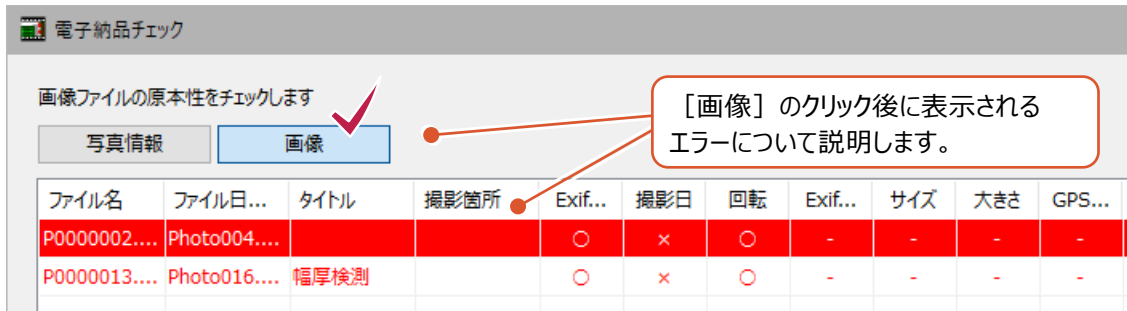 電子納品チェック
画像ファイルの原本性をチェックします
写真情報 画像
［画像］のクリック後に表示される
エラーについて説明します。
ファイル名 ファイル日... タイトル 撮影箇所 Exif... 撮影日 回転 Exif... サイズ 大きさ GPS...
P0000002.... Photo004.... ○ × ○ - - - -
P0000013.... Photo016.... 幅厚検測 ○ × ○ - - - -